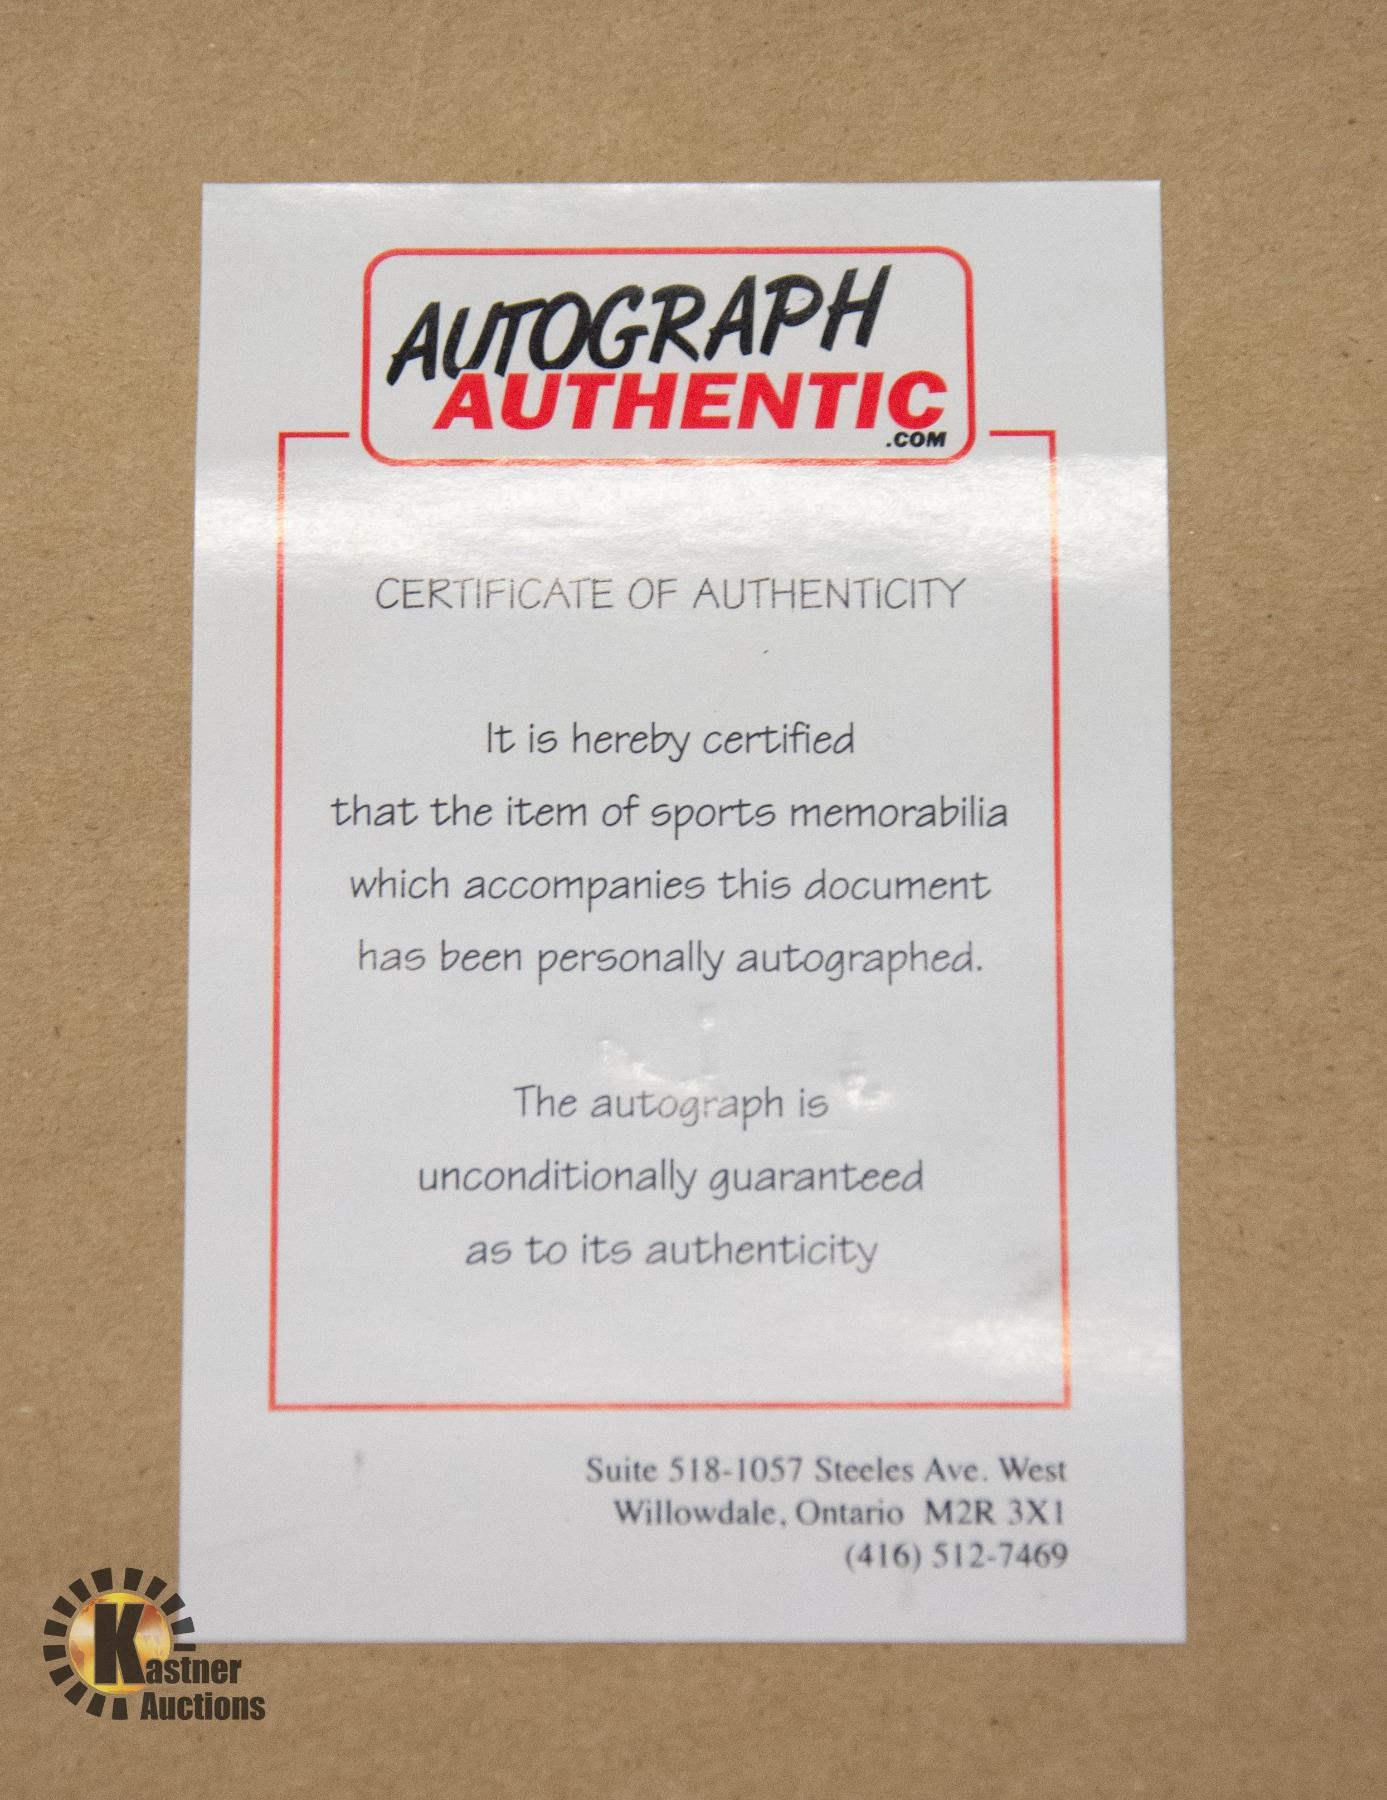 AUTOGRAPH
AUTHENTIC
.COM
CERTIFICATE OF AUTHENTICITY
It is hereby certified
that the item of sports memorabilia
which accompanies this document
has been personally autographed.
The autograph is
unconditionally guaranteed
as to its authenticity
Suite 518-1057 Steeles Ave. West
Willowdale, Ontario M2R 3X1
(416) 512-7469
Kastner
Auctions